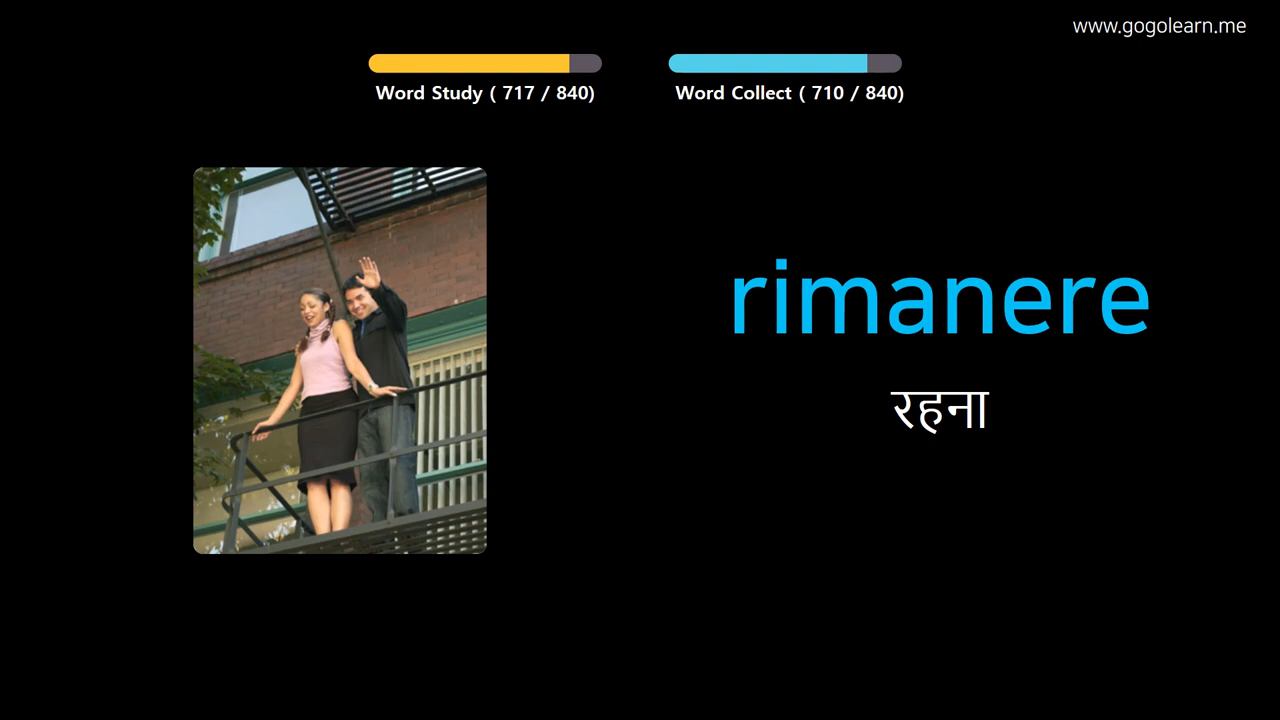 www.gogolearn.me
Word Study ( 717 / 840)
Word Collect ( 710 / 840)
rimanere
रहना